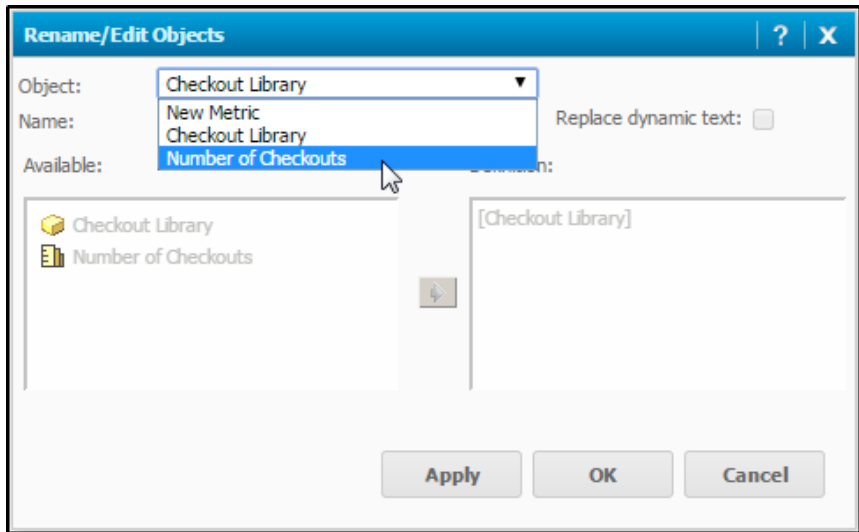 Rename/Edit Objects ? X
Object: Checkout Library
New Metric
Name: Checkout Library
Replace dynamic text:
Number of Checkouts
Available:
Checkout Library
Number of Checkouts
[Checkout Library]
Apply OK Cancel